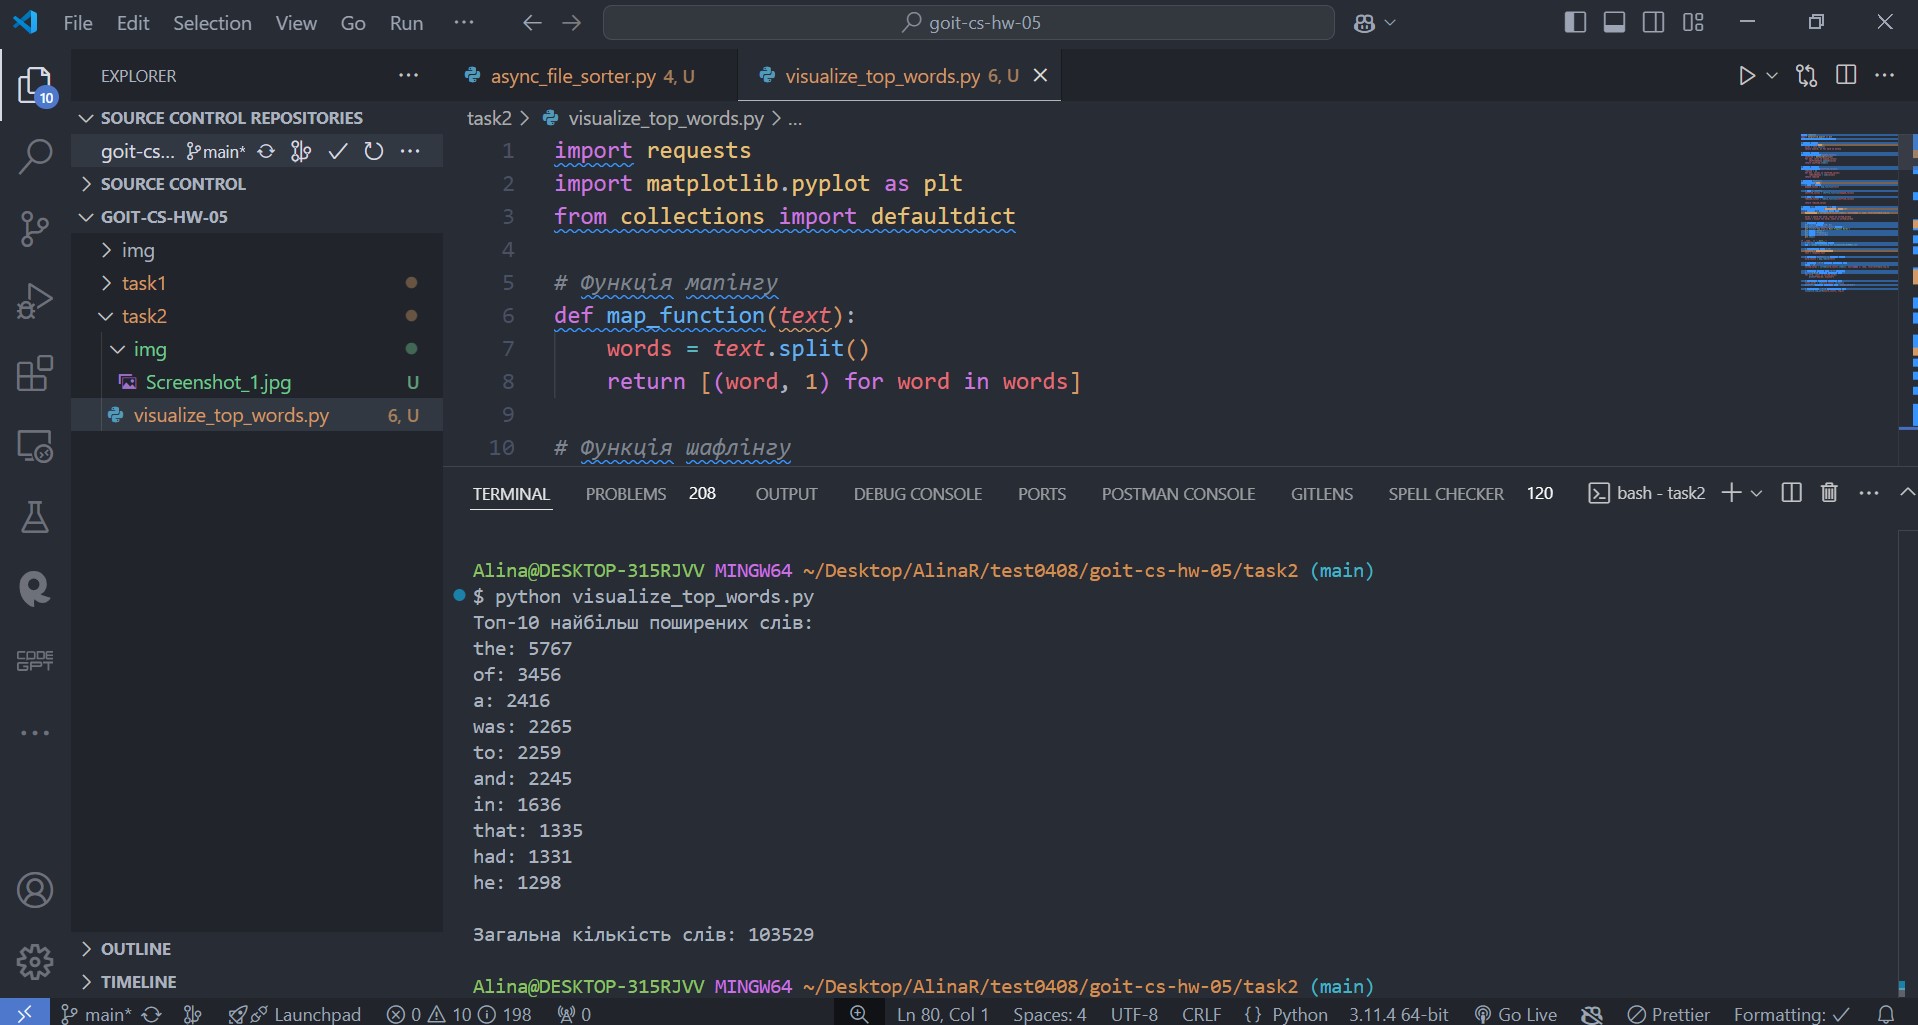 File Edit Selection View Go Run ··· goit-cs-hw-05
EXPLORER ···
SOURCE CONTROL REPOSITORIES
goit-cs... main* ···
SOURCE CONTROL
GOIT-CS-HW-05
img
task1
task2
img
Screenshot_1.jpg U
visualize_top_words.py 6, U
OUTLINE
TIMELINE
10
CODE
GPT
async_file_sorter.py 4, U visualize_top_words.py 6, U
task2 > visualize_top_words.py > ...
1 import requests
2 import matplotlib.pyplot as plt
3 from collections import defaultdict
4
5 # Функція мапінгу
6 def map_function(text):
7 words = text.split()
8 return [(word, 1) for word in words]
9
10 # Функція шафлінгу
TERMINAL PROBLEMS 208 OUTPUT DEBUG CONSOLE PORTS POSTMAN CONSOLE GITLENS SPELL CHECKER 120 bash - task2
Alina@DESKTOP-315RJVV MINGW64 ~/Desktop/AlinaR/test0408/goit-cs-hw-05/task2 (main)
$ python visualize_top_words.py
Топ-10 найбільш поширених слів:
the: 5767
of: 3456
a: 2416
was: 2265
to: 2259
and: 2245
in: 1636
that: 1335
had: 1331
he: 1298
Загальна кількість слів: 103529
Alina@DESKTOP-315RJVV MINGW64 ~/Desktop/AlinaR/test0408/goit-cs-hw-05/task2 (main)
main* Launchpad 0 10 198 0 Ln 80, Col 1 Spaces: 4 UTF-8 CRLF {} Python 3.11.4 64-bit Go Live Prettier Formatting: ✓